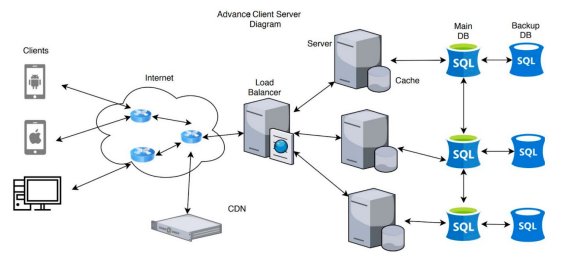 Advance Client Server
Diagram
Clients
Internet
Load
Balancer
Server
Cache
Main
DB
Backup
DB
CDN
SQL
SQL
SQL
SQL
SQL
SQL